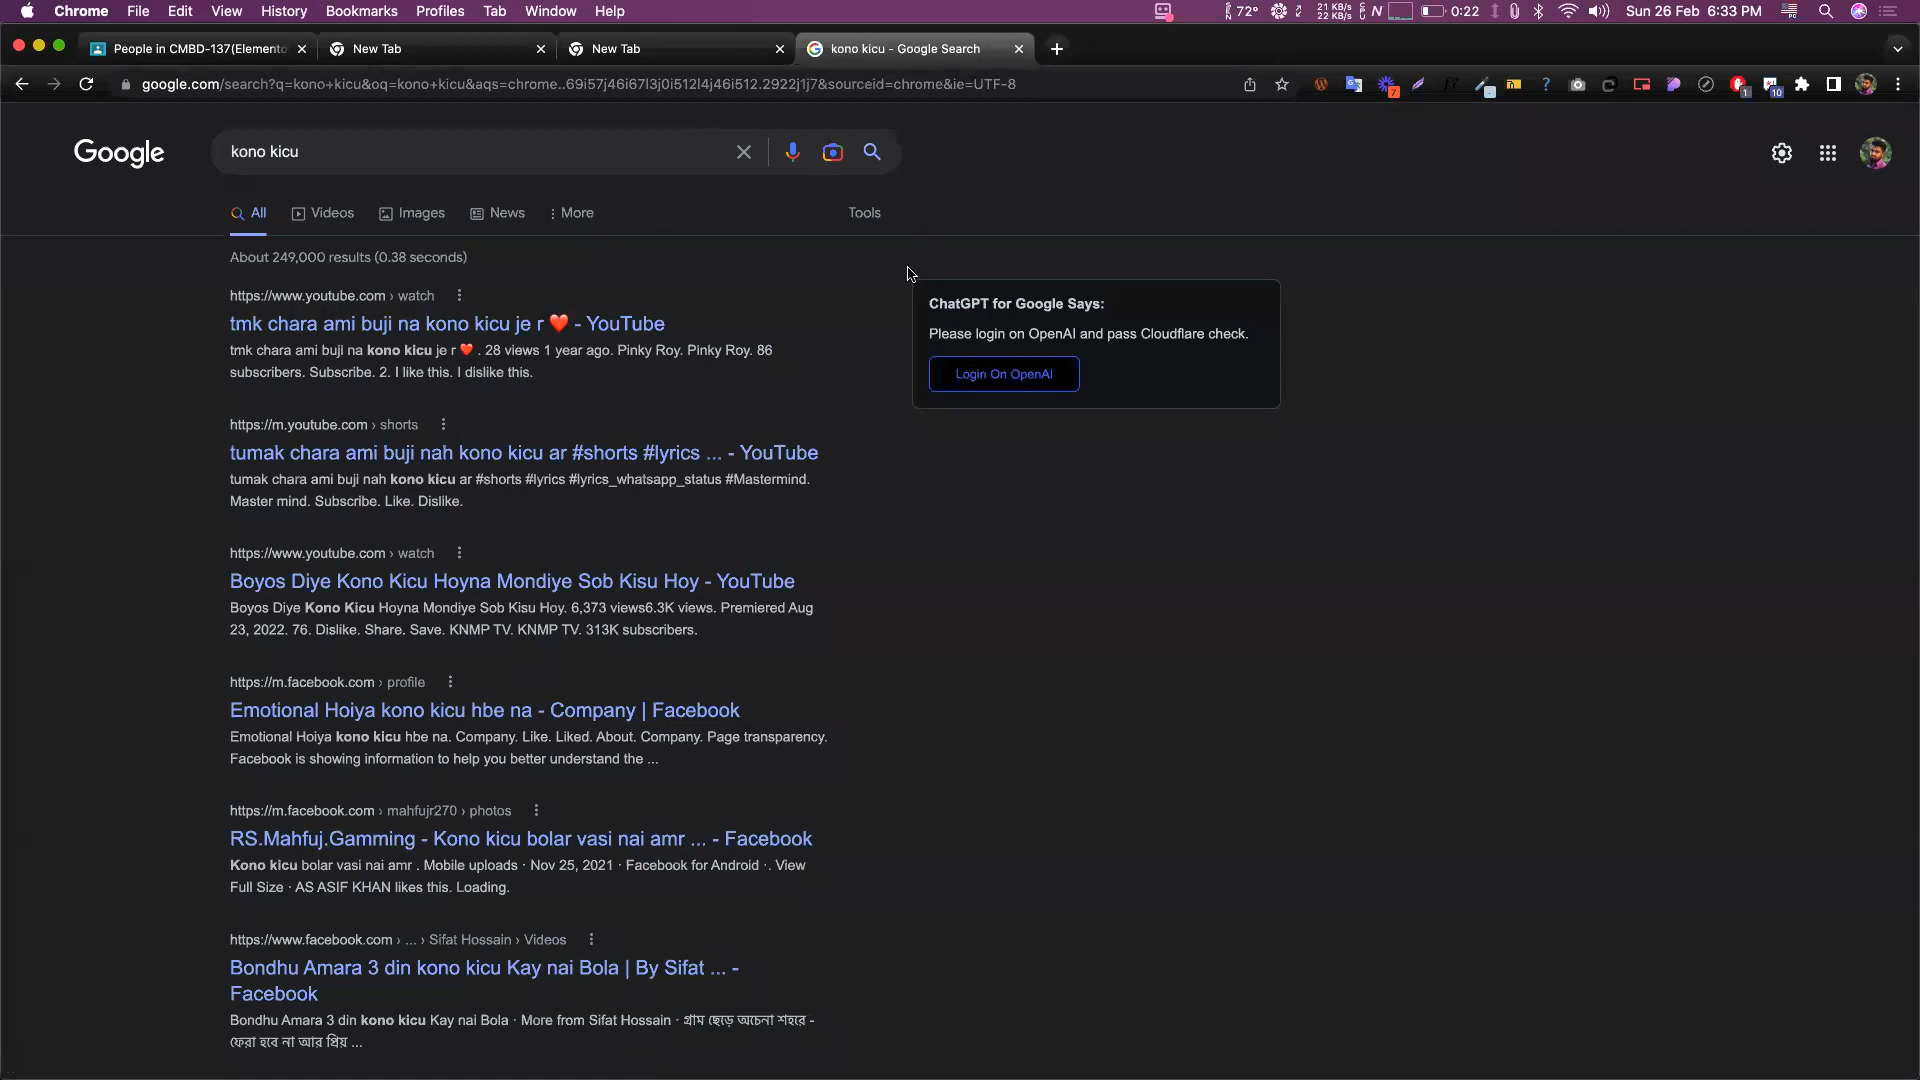 Chrome File Edit View History Bookmarks Profiles Tab Window Help 72° 21 KB/s 22 KB/s 0:22 Sun 26 Feb 6:33 PM
People in CMBD-137(Elemento New Tab New Tab kono kicu - Google Search
google.com/search?q=kono+kicu&oq=kono+kicu&aqs=chrome..69i57j46i67l3j0i512l4j46i512.2922j1j7&sourceid=chrome&ie=UTF-8
Google kono kicu
All Videos Images News More Tools
About 249,000 results (0.38 seconds)
https://www.youtube.com › watch
tmk chara ami buji na kono kicu je r ❤️ - YouTube
tmk chara ami buji na kono kicu je r ❤️ . 28 views 1 year ago. Pinky Roy. Pinky Roy. 86
subscribers. Subscribe. 2. I like this. I dislike this.
ChatGPT for Google Says:
Please login on OpenAI and pass Cloudflare check.
Login On OpenAI
https://m.youtube.com › shorts
tumak chara ami buji nah kono kicu ar #shorts #lyrics ... - YouTube
tumak chara ami buji nah kono kicu ar #shorts #lyrics #lyrics_whatsapp_status #Mastermind.
Master mind. Subscribe. Like. Dislike.
https://www.youtube.com › watch
Boyos Diye Kono Kicu Hoyna Mondiye Sob Kisu Hoy - YouTube
Boyos Diye Kono Kicu Hoyna Mondiye Sob Kisu Hoy. 6,373 views6.3K views. Premiered Aug
23, 2022. 76. Dislike. Share. Save. KNMP TV. KNMP TV. 313K subscribers.
https://m.facebook.com › profile
Emotional Hoiya kono kicu hbe na - Company | Facebook
Emotional Hoiya kono kicu hbe na. Company. Like. Liked. About. Company. Page transparency.
Facebook is showing information to help you better understand the ...
https://m.facebook.com › mahfujr270 › photos
RS.Mahfuj.Gamming - Kono kicu bolar vasi nai amr ... - Facebook
Kono kicu bolar vasi nai amr . Mobile uploads · Nov 25, 2021 · Facebook for Android ·. View
Full Size · AS ASIF KHAN likes this. Loading.
https://www.facebook.com › ... › Sifat Hossain › Videos
Bondhu Amara 3 din kono kicu Kay nai Bola | By Sifat ... -
Facebook
Bondhu Amara 3 din kono kicu Kay nai Bola · More from Sifat Hossain · গ্রাম ছেড়ে অচেনা শহরে -
ফেরা হবে না আর প্রিয় ...